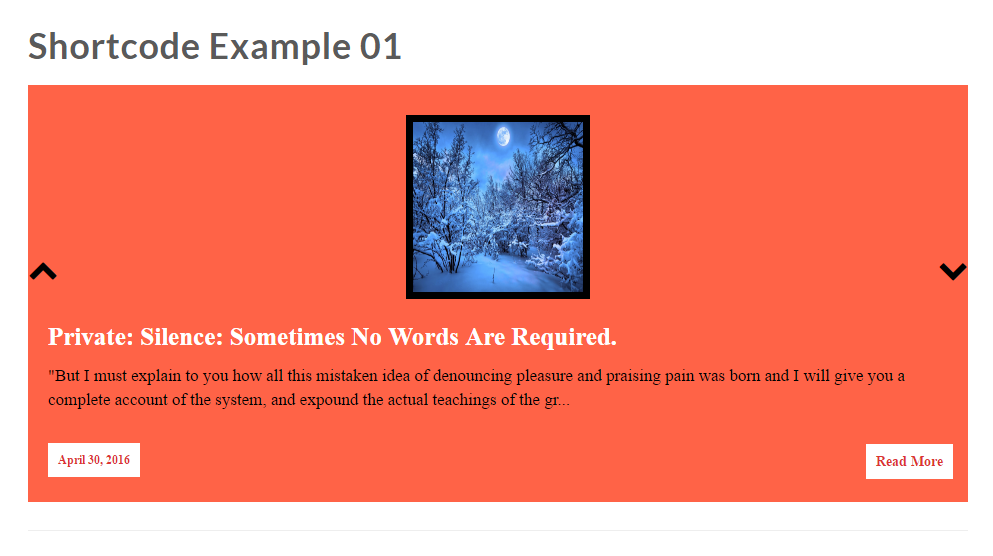 Shortcode Example 01
Private: Silence: Sometimes No Words Are Required.
"But I must explain to you how all this mistaken idea of denouncing pleasure and praising pain was born and I will give you a
complete account of the system, and expound the actual teachings of the gr...
April 30, 2016
Read More